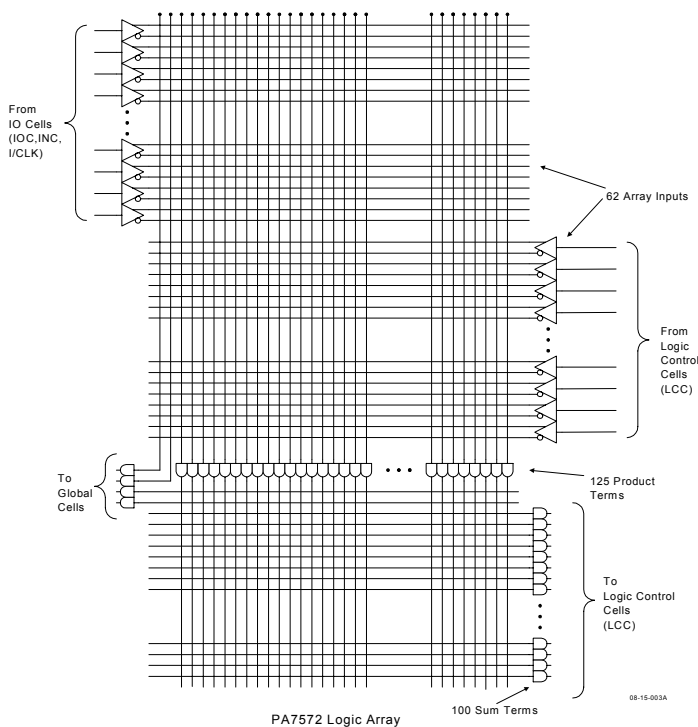 From
IO Cells
(IOC,INC,
I/CLK)
62 Array Inputs
From
Logic
Control
Cells
(LCC)
To
Global
Cells
125 Product
Terms
To
Logic Control
Cells
(LCC)
100 Sum Terms
08-15-003A
PA7572 Logic Array